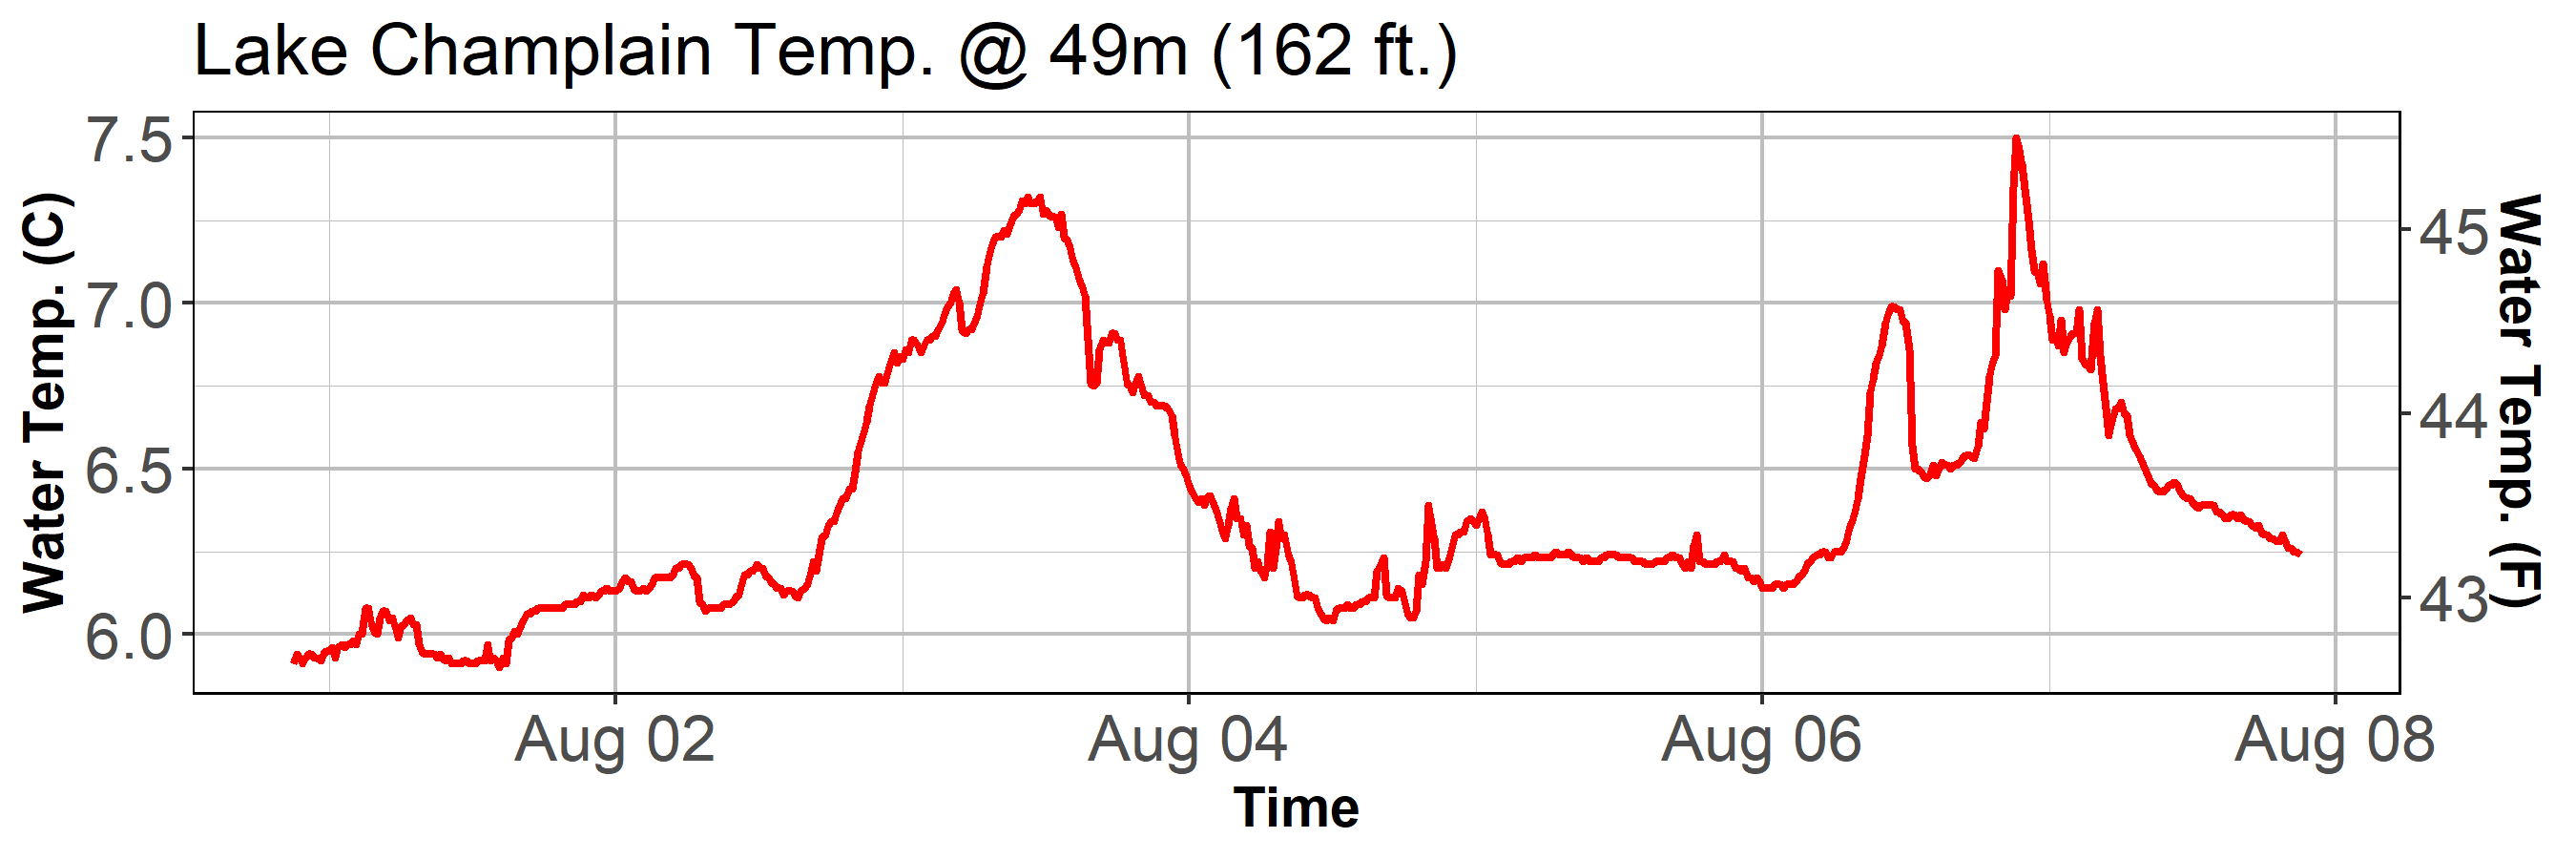 Lake Champlain Temp. @ 49m (162 ft.)
Water Temp. (C)
7.5
7.0
6.5
6.0
45
44
43
Water Temp. (F)
Aug 02 Aug 04 Aug 06 Aug 08
Time